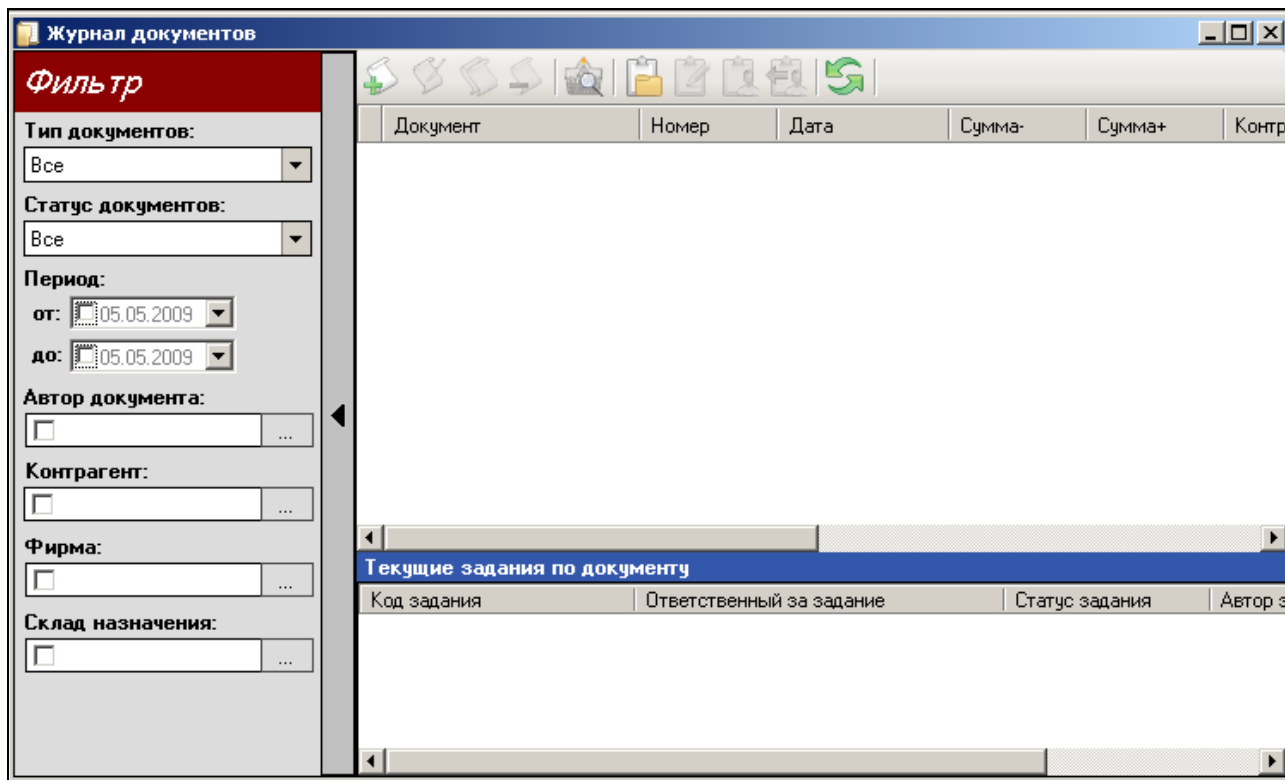 Журнал документов
Фильтр
Тип документов:
Все
Статус документов:
Все
Период:
от: 05.05.2009
до: 05.05.2009
Автор документа:
...
Контрагент:
...
Фирма:
...
Склад назначения:
...
Документ Номер Дата Сумма- Сумма+ Контр
Текущие задания по документу
Код задания Ответственный за задание Статус задания Автор з